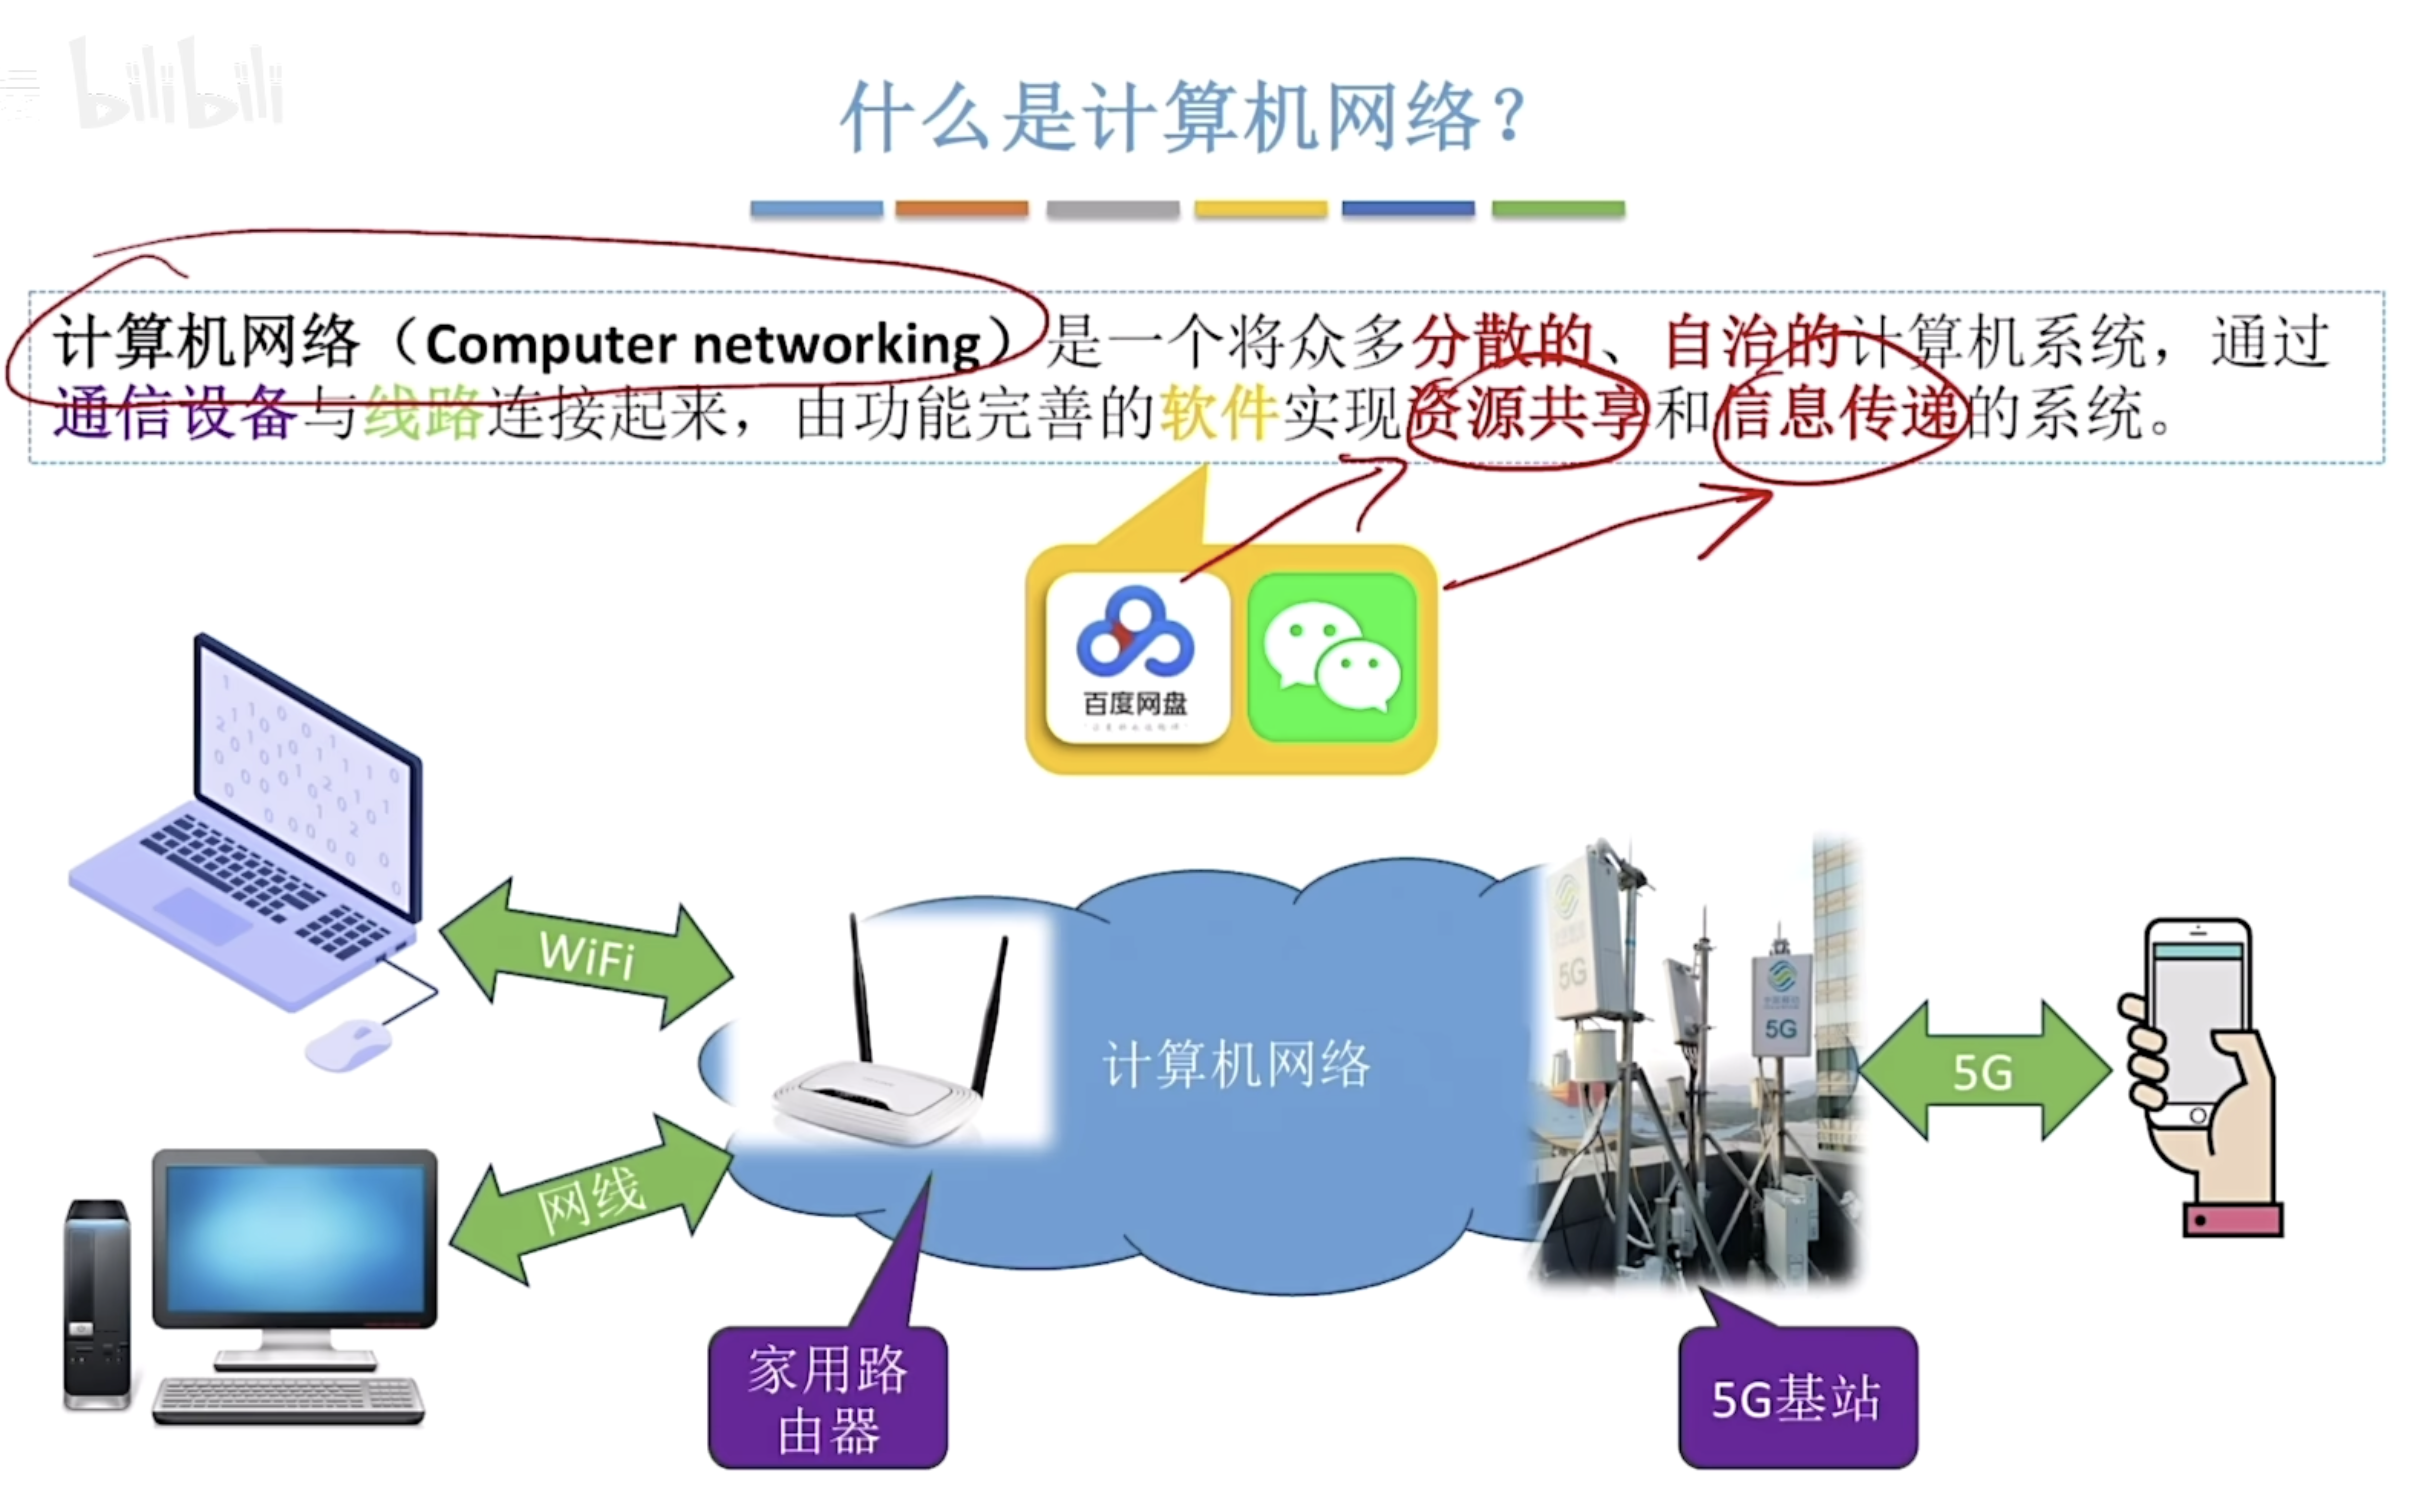 bilibili
什么是计算机网络？
计算机网络（Computer networking）是一个将众多分散的、自治的计算机系统，通过
通信设备与线路连接起来，由功能完善的软件实现资源共享和信息传递的系统。
百度网盘
WiFi
计算机网络
5G
5G
5G
网线
家用路
由器
5G基站